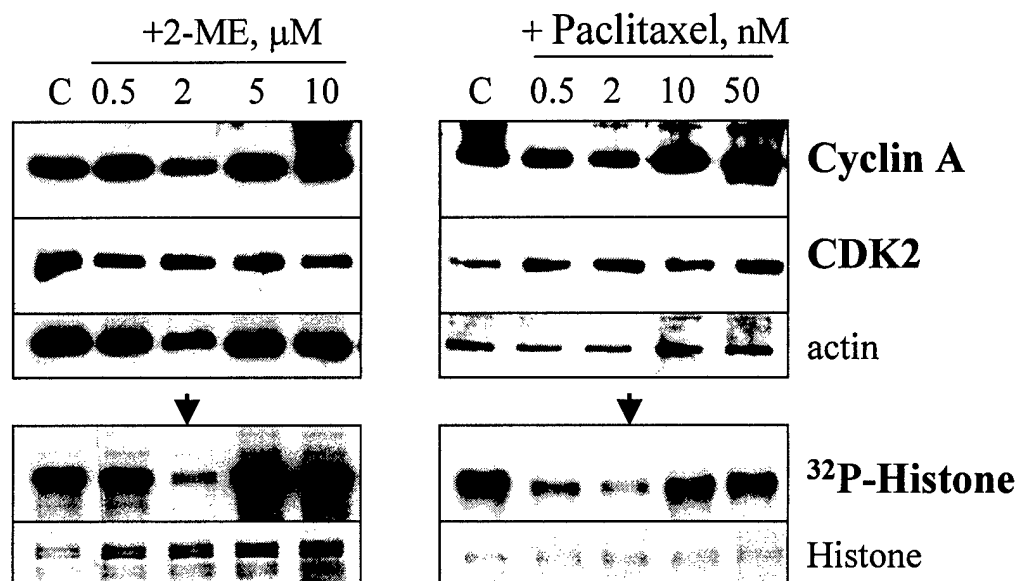 +2-ME, μM
+ Paclitaxel, nM
C 0.5 2 5 10
C 0.5 2 10 50
Cyclin A
CDK2
actin
³²P-Histone
Histone